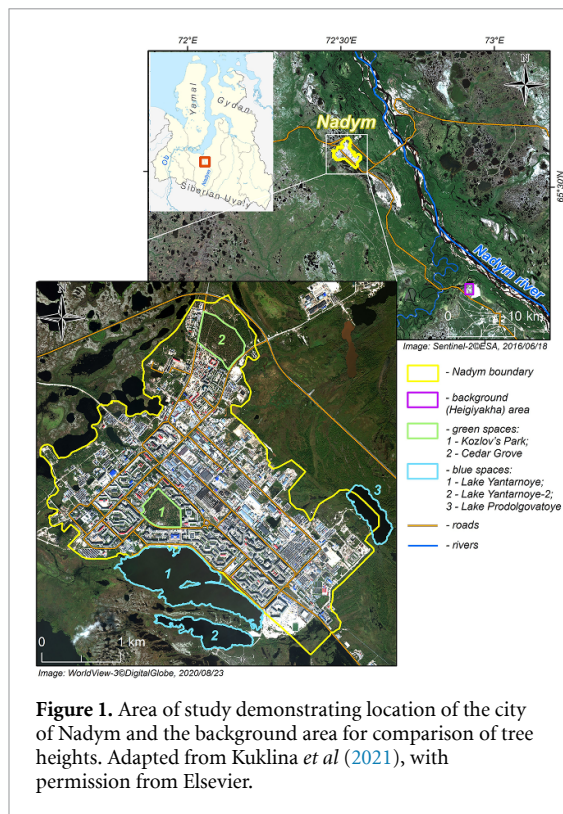 72°E
72°30'E
73°E
N
Yamal
Gydan
Ob
Nadym
Siberian Uvaly
Nadym
65°30'N
Nadym river
0 10 km
Image: Sentinel-2©ESA, 2016/06/18
N
2
1
3
1
2
0 1 km
Image: WorldView-3©DigitalGlobe, 2020/08/23
- Nadym boundary
- background
(Heigiyakha) area
- green spaces:
1 - Kozlov's Park;
2 - Cedar Grove
- blue spaces:
1 - Lake Yantarnoye;
2 - Lake Yantarnoye-2;
3 - Lake Prodolgovatoye
- roads
- rivers
Figure 1. Area of study demonstrating location of the city
of Nadym and the background area for comparison of tree
heights. Adapted from Kuklina et al (2021), with
permission from Elsevier.